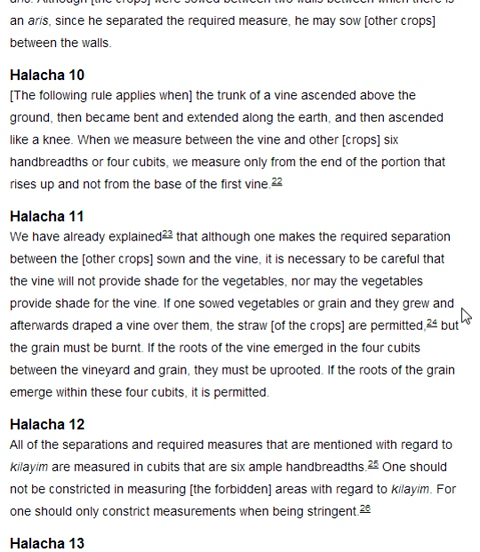 an aris, since he separated the required measure, he may sow [other crops]
between the walls.
Halacha 10
[The following rule applies when] the trunk of a vine ascended above the
ground, then became bent and extended along the earth, and then ascended
like a knee. When we measure between the vine and other [crops] six
handbreadths or four cubits, we measure only from the end of the portion that
rises up and not from the base of the first vine.22
Halacha 11
We have already explained23 that although one makes the required separation
between the [other crops] sown and the vine, it is necessary to be careful that
the vine will not provide shade for the vegetables, nor may the vegetables
provide shade for the vine. If one sowed vegetables or grain and they grew and
afterwards draped a vine over them, the straw [of the crops] are permitted,24 but
the grain must be burnt. If the roots of the vine emerged in the four cubits
between the vineyard and grain, they must be uprooted. If the roots of the grain
emerge within these four cubits, it is permitted.
Halacha 12
All of the separations and required measures that are mentioned with regard to
kilayim are measured in cubits that are six ample handbreadths.25 One should
not be constricted in measuring [the forbidden] areas with regard to kilayim. For
one should only constrict measurements when being stringent.26
Halacha 13